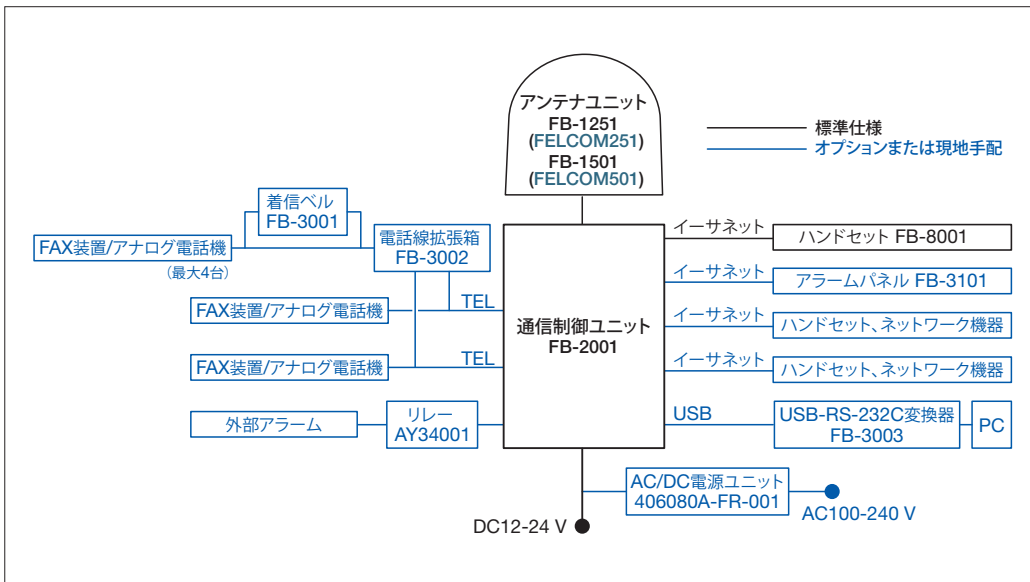 アンテナユニット
FB-1251
(FELCOM251)
FB-1501
(FELCOM501)
標準仕様
オプションまたは現地手配
着信ベル
FB-3001
FAX装置/アナログ電話機
(最大4台)
電話線拡張箱
FB-3002
FAX装置/アナログ電話機
TEL
FAX装置/アナログ電話機
TEL
外部アラーム
リレー
AY34001
通信制御ユニット
FB-2001
イーサネット
ハンドセット FB-8001
イーサネット
アラームパネル FB-3101
イーサネット
ハンドセット、ネットワーク機器
イーサネット
ハンドセット、ネットワーク機器
USB
USB-RS-232C変換器
FB-3003
PC
AC/DC電源ユニット
406080A-FR-001
AC100-240 V
DC12-24 V